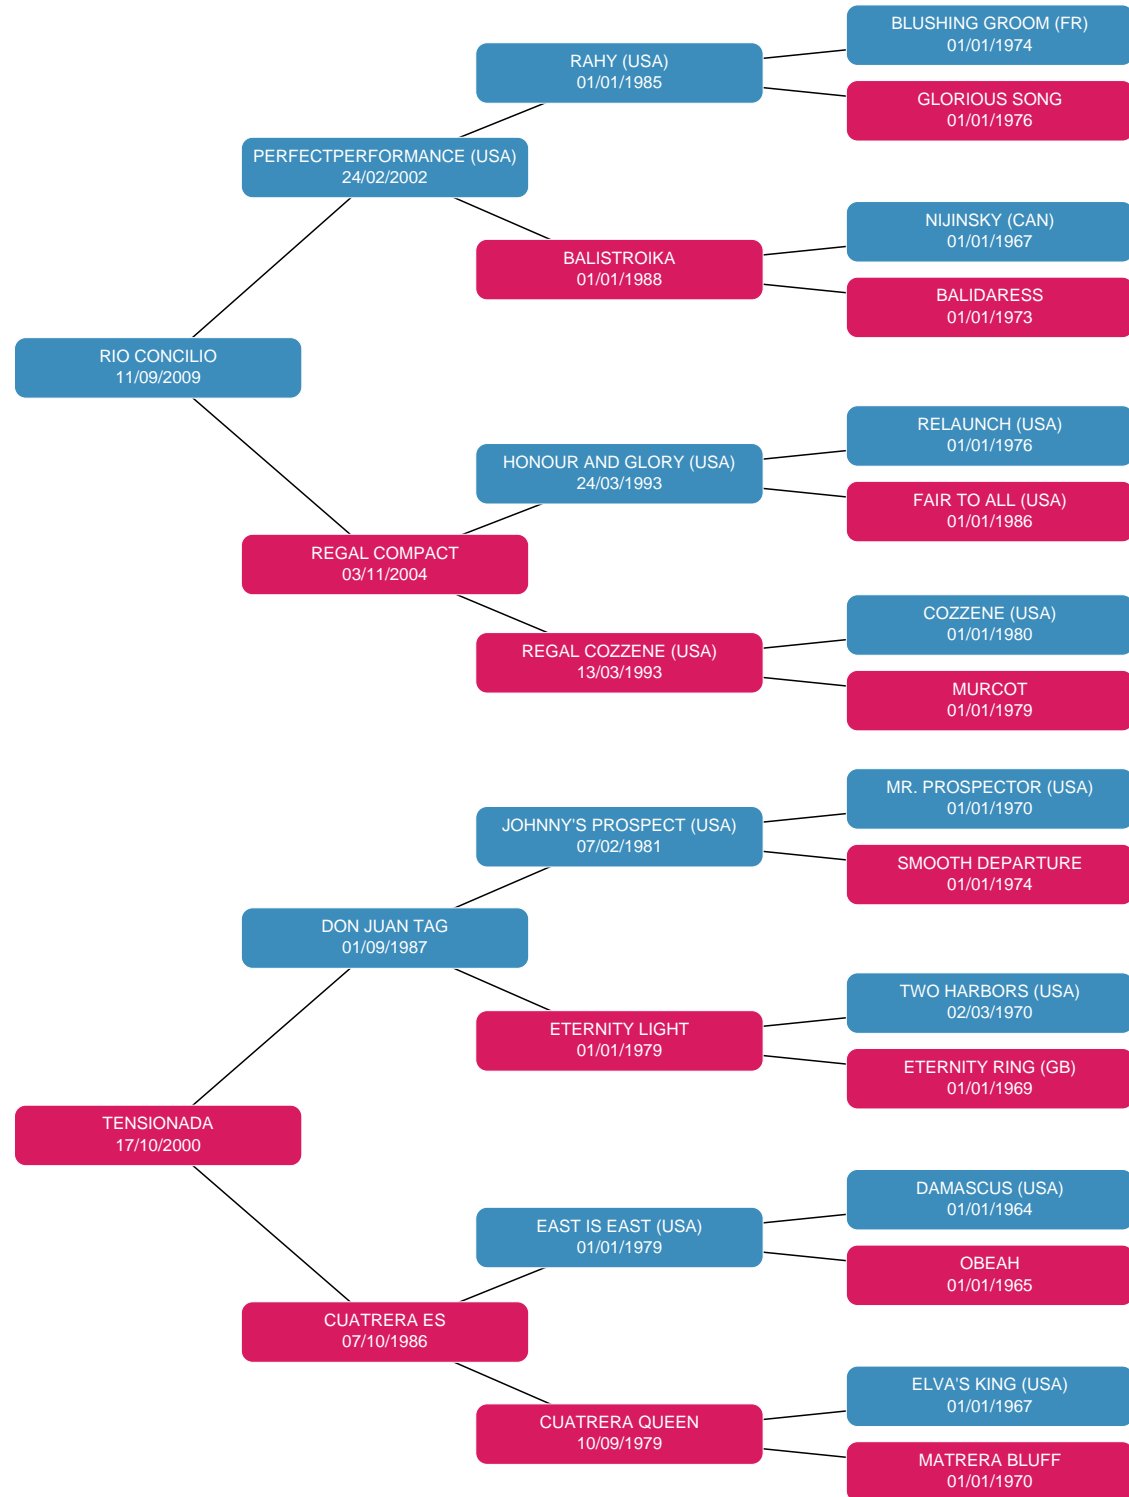 BLUSHING GROOM (FR)
01/01/1974
RAHY (USA)
01/01/1985
GLORIOUS SONG
01/01/1976
PERFECTPERFORMANCE (USA)
24/02/2002
NIJINSKY (CAN)
01/01/1967
BALISTROIKA
01/01/1988
BALIDARESS
01/01/1973
RIO CONCILIO
11/09/2009
RELAUNCH (USA)
01/01/1976
HONOUR AND GLORY (USA)
24/03/1993
FAIR TO ALL (USA)
01/01/1986
REGAL COMPACT
03/11/2004
COZZENE (USA)
01/01/1980
REGAL COZZENE (USA)
13/03/1993
MURCOT
01/01/1979
MR. PROSPECTOR (USA)
01/01/1970
JOHNNY'S PROSPECT (USA)
07/02/1981
SMOOTH DEPARTURE
01/01/1974
DON JUAN TAG
01/09/1987
TWO HARBORS (USA)
02/03/1970
ETERNITY LIGHT
01/01/1979
ETERNITY RING (GB)
01/01/1969
TENSIONADA
17/10/2000
DAMASCUS (USA)
01/01/1964
EAST IS EAST (USA)
01/01/1979
OBEAH
01/01/1965
CUATRERA ES
07/10/1986
ELVA'S KING (USA)
01/01/1967
CUATRERA QUEEN
10/09/1979
MATRERA BLUFF
01/01/1970